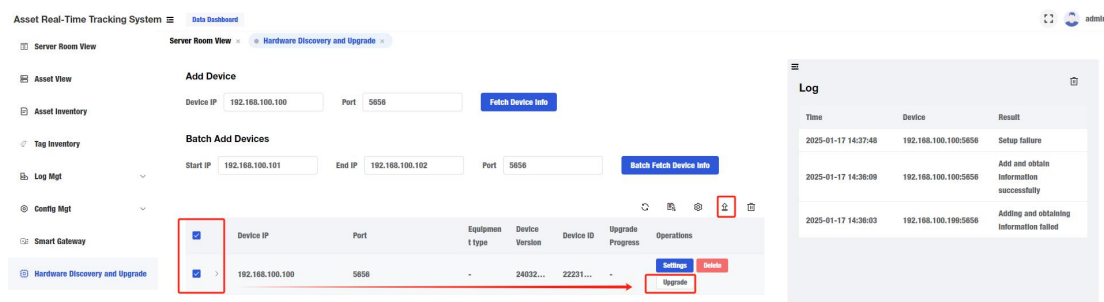 Asset Real-Time Tracking System
Data Dashboard
admin
Server Room View
Asset View
Asset Inventory
Tag Inventory
Log Mgt
Config Mgt
Smart Gateway
Hardware Discovery and Upgrade
Server Room View × Hardware Discovery and Upgrade ×
Add Device
Device IP 192.168.100.100 Port 5656 Fetch Device Info
Batch Add Devices
Start IP 192.168.100.101 End IP 192.168.100.102 Port 5656 Batch Fetch Device Info
Device IP Port Equipmen Device Device ID Upgrade Operations
t type Version Progress
192.168.100.100 5656 - 24032... 22231... - Settings Delete
Upgrade
Log
Time Device Result
2025-01-17 14:37:48 192.168.100.100:5656 Setup failure
2025-01-17 14:36:09 192.168.100.100:5656 Add and obtain
information
successfully
2025-01-17 14:36:03 192.168.100.199:5656 Adding and obtaining
information failed